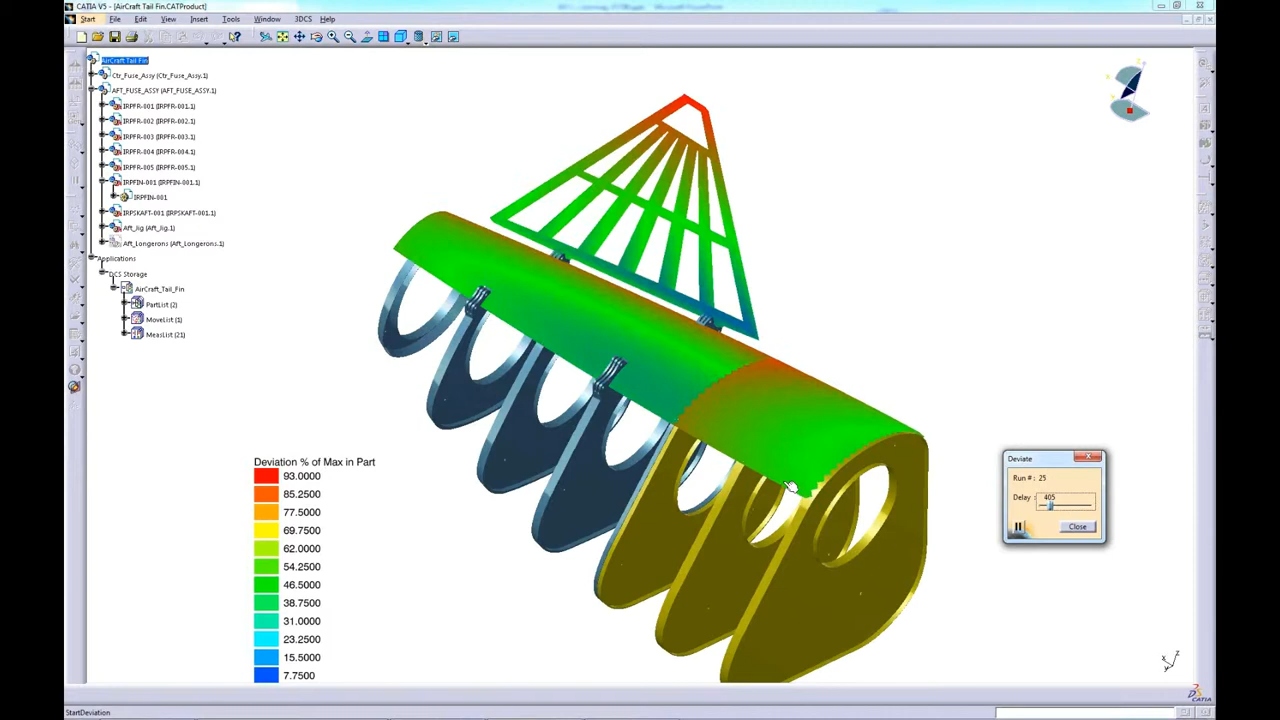 CATIA V5 - [AirCraft Tail Fin.CATProduct]
Start File Edit View Insert Tools Window 3DCS Help
AirCraft Tail Fin
Ctr_Fuse_Assy (Ctr_Fuse_Assy.1)
AFT_FUSE_ASSY (AFT_FUSE_ASSY.1)
IRPFR-001 (IRPFR-001.1)
IRPFR-002 (IRPFR-002.1)
IRPFR-003 (IRPFR-003.1)
IRPFR-004 (IRPFR-004.1)
IRPFR-005 (IRPFR-005.1)
IRPFIN-001 (IRPFIN-001.1)
IRPFIN-001
IRPSKAFT-001 (IRPSKAFT-001.1)
Aft_Jig (Aft_Jig.1)
Aft_Longerons (Aft_Longerons.1)
Applications
DCS Storage
AirCraft_Tail_Fin
PartList (2)
MoveList (1)
MeasList (21)
Deviation % of Max in Part
93.0000
85.2500
77.5000
69.7500
62.0000
54.2500
46.5000
38.7500
31.0000
23.2500
15.5000
7.7500
Deviate
Run # : 25
Delay : 405
Close
StartDeviation
CATIA